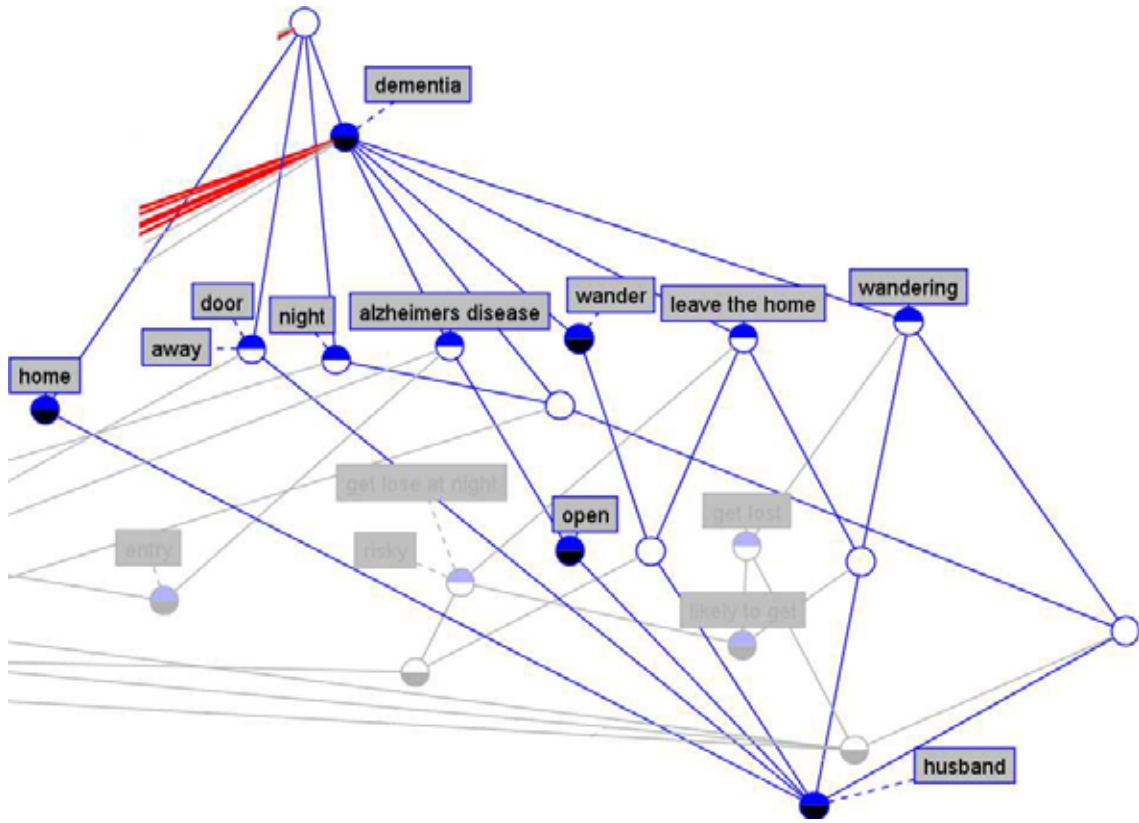 dementia
wandering
door
night
alzheimers disease
wander
leave the home
away
home
get lose at night
open
get lost
entry
risky
likely to get
husband